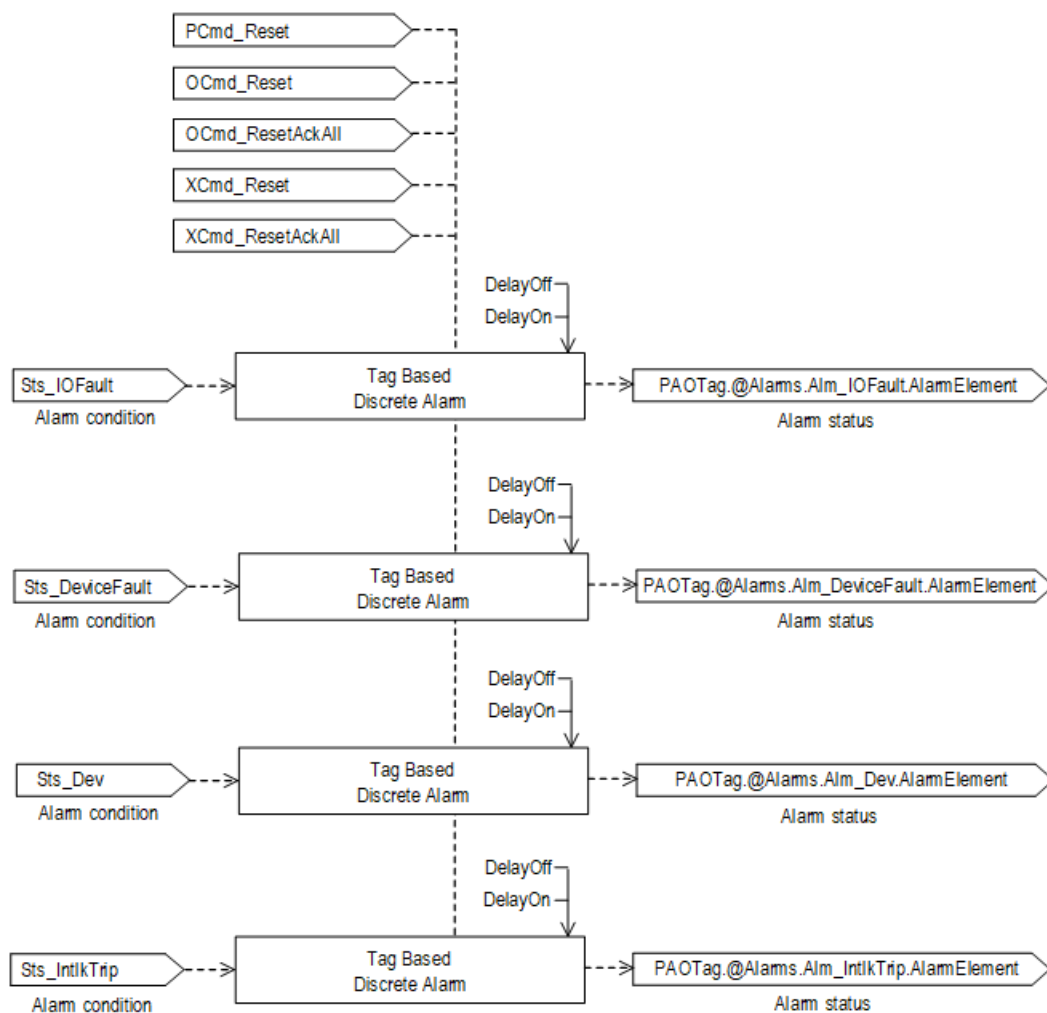 PCmd_Reset
OCmd_Reset
OCmd_ResetAckAll
XCmd_Reset
XCmd_ResetAckAll
DelayOff
DelayOn
Sts_IOFault
Tag Based
Discrete Alarm
PAOTag.@Alarms.Alm_IOFault.AlarmElement
Alarm condition
Alarm status
DelayOff
DelayOn
Sts_DeviceFault
Tag Based
Discrete Alarm
PAOTag.@Alarms.Alm_DeviceFault.AlarmElement
Alarm condition
Alarm status
DelayOff
DelayOn
Sts_Dev
Tag Based
Discrete Alarm
PAOTag.@Alarms.Alm_Dev.AlarmElement
Alarm condition
Alarm status
DelayOff
DelayOn
Sts_IntlkTrip
Tag Based
Discrete Alarm
PAOTag.@Alarms.Alm_IntlkTrip.AlarmElement
Alarm condition
Alarm status